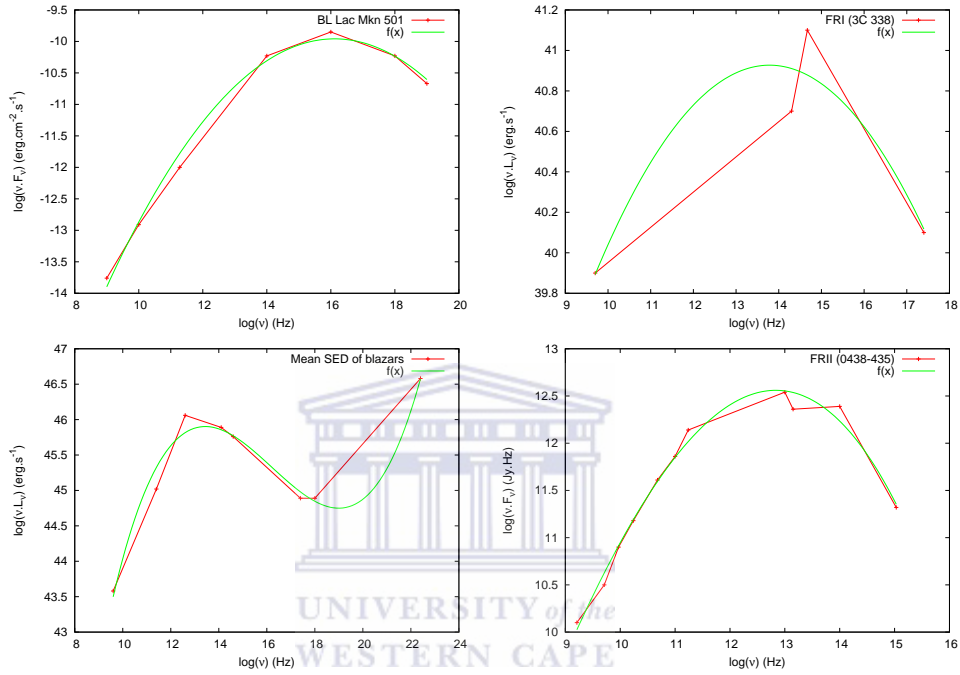 BL Lac Mkn 501
f(x)
log(ν.Fν) (erg.cm-2.s-1)
-9.5
-10
-10.5
-11
-11.5
-12
-12.5
-13
-13.5
-14
8 10 12 14 16 18 20
log(ν) (Hz)
FRI (3C 338)
f(x)
log(ν.Lν) (erg.s-1)
41.2
41
40.8
40.6
40.4
40.2
40
39.8
9 10 11 12 13 14 15 16 17 18
log(ν) (Hz)
Mean SED of blazars
f(x)
log(ν.Lν) (erg.s-1)
47
46.5
46
45.5
45
44.5
44
43.5
43
8 10 12 14 16 18 20 22 24
log(ν) (Hz)
FRII (0438-435)
f(x)
log(ν.Fν) (Jy.Hz)
13
12.5
12
11.5
11
10.5
10
9 10 11 12 13 14 15 16
log(ν) (Hz)
UNIVERSITY of the
WESTERN CAPE